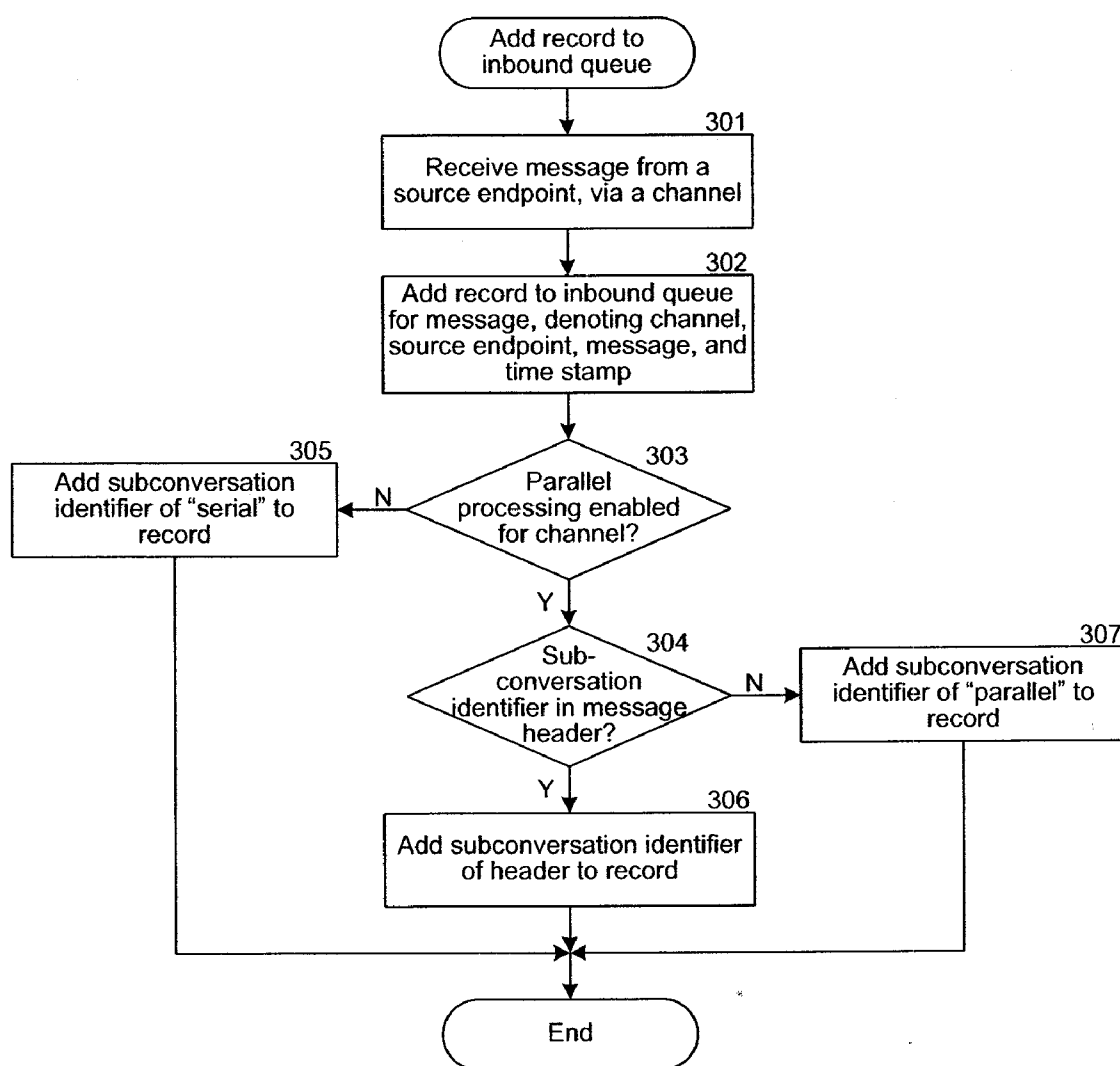 Add record to
inbound queue
301
Receive message from a
source endpoint, via a channel
302
Add record to inbound queue
for message, denoting channel,
source endpoint, message, and
time stamp
303
Parallel
processing enabled
for channel?
N
Y
305
Add subconversation
identifier of “serial” to
record
304
Sub-
conversation
identifier in message
header?
N
Y
307
Add subconversation
identifier of “parallel” to
record
306
Add subconversation identifier
of header to record
End